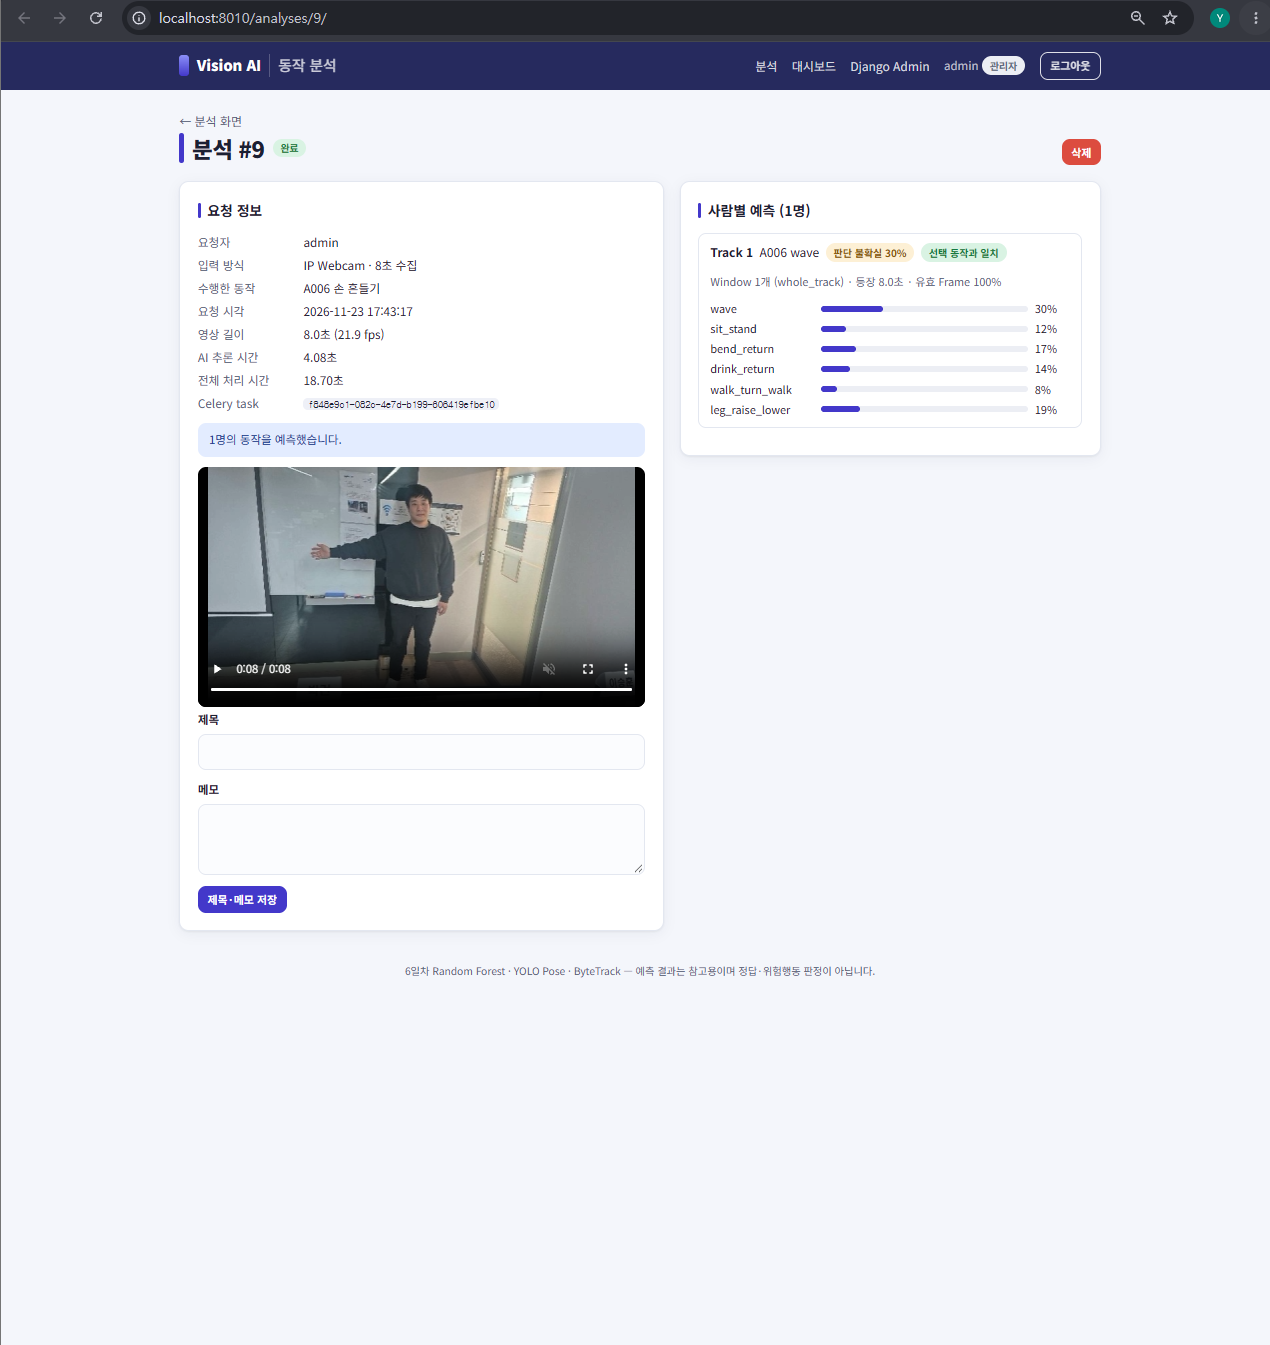 localhost:8010/analyses/9/
Y
Vision AI 동작 분석
분석 대시보드 Django Admin admin 관리자 로그아웃
← 분석 화면
분석 #9 완료
삭제
요청 정보
요청자 admin
입력 방식 IP Webcam · 8초 수집
수행한 동작 A006 손 흔들기
요청 시각 2026-11-23 17:43:17
영상 길이 8.0초 (21.9 fps)
AI 추론 시간 4.08초
전체 처리 시간 18.70초
Celery task f848e9c1-082c-4e7d-b199-606419efbe10
1명의 동작을 예측했습니다.
0:08 / 0:08
제목
메모
제목·메모 저장
사람별 예측 (1명)
Track 1 A006 wave 판단 불확실 30% 선택 동작과 일치
Window 1개 (whole_track) · 등장 8.0초 · 유효 Frame 100%
wave 30%
sit_stand 12%
bend_return 17%
drink_return 14%
walk_turn_walk 8%
leg_raise_lower 19%
6일차 Random Forest · YOLO Pose · ByteTrack — 예측 결과는 참고용이며 정답·위험행동 판정이 아닙니다.